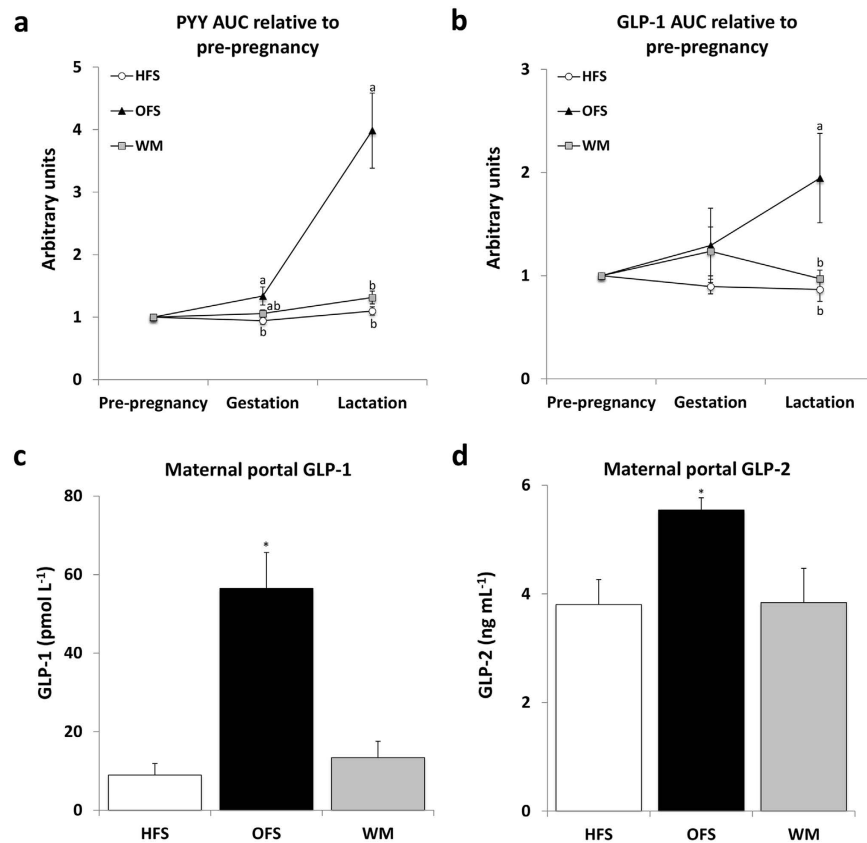 a
PYY AUC relative to
pre-pregnancy
5
4
3
2
1
0
Arbitrary units
HFS
OFS
WM
a
ab
b
a
b
b
Pre-pregnancy Gestation Lactation
b
GLP-1 AUC relative to
pre-pregnancy
3
2
1
0
Arbitrary units
HFS
OFS
WM
a
b
b
Pre-pregnancy Gestation Lactation
c
Maternal portal GLP-1
80
60
40
20
0
GLP-1 (pmol L⁻¹)
*
HFS OFS WM
d
Maternal portal GLP-2
6
4
2
0
GLP-2 (ng mL⁻¹)
*
HFS OFS WM